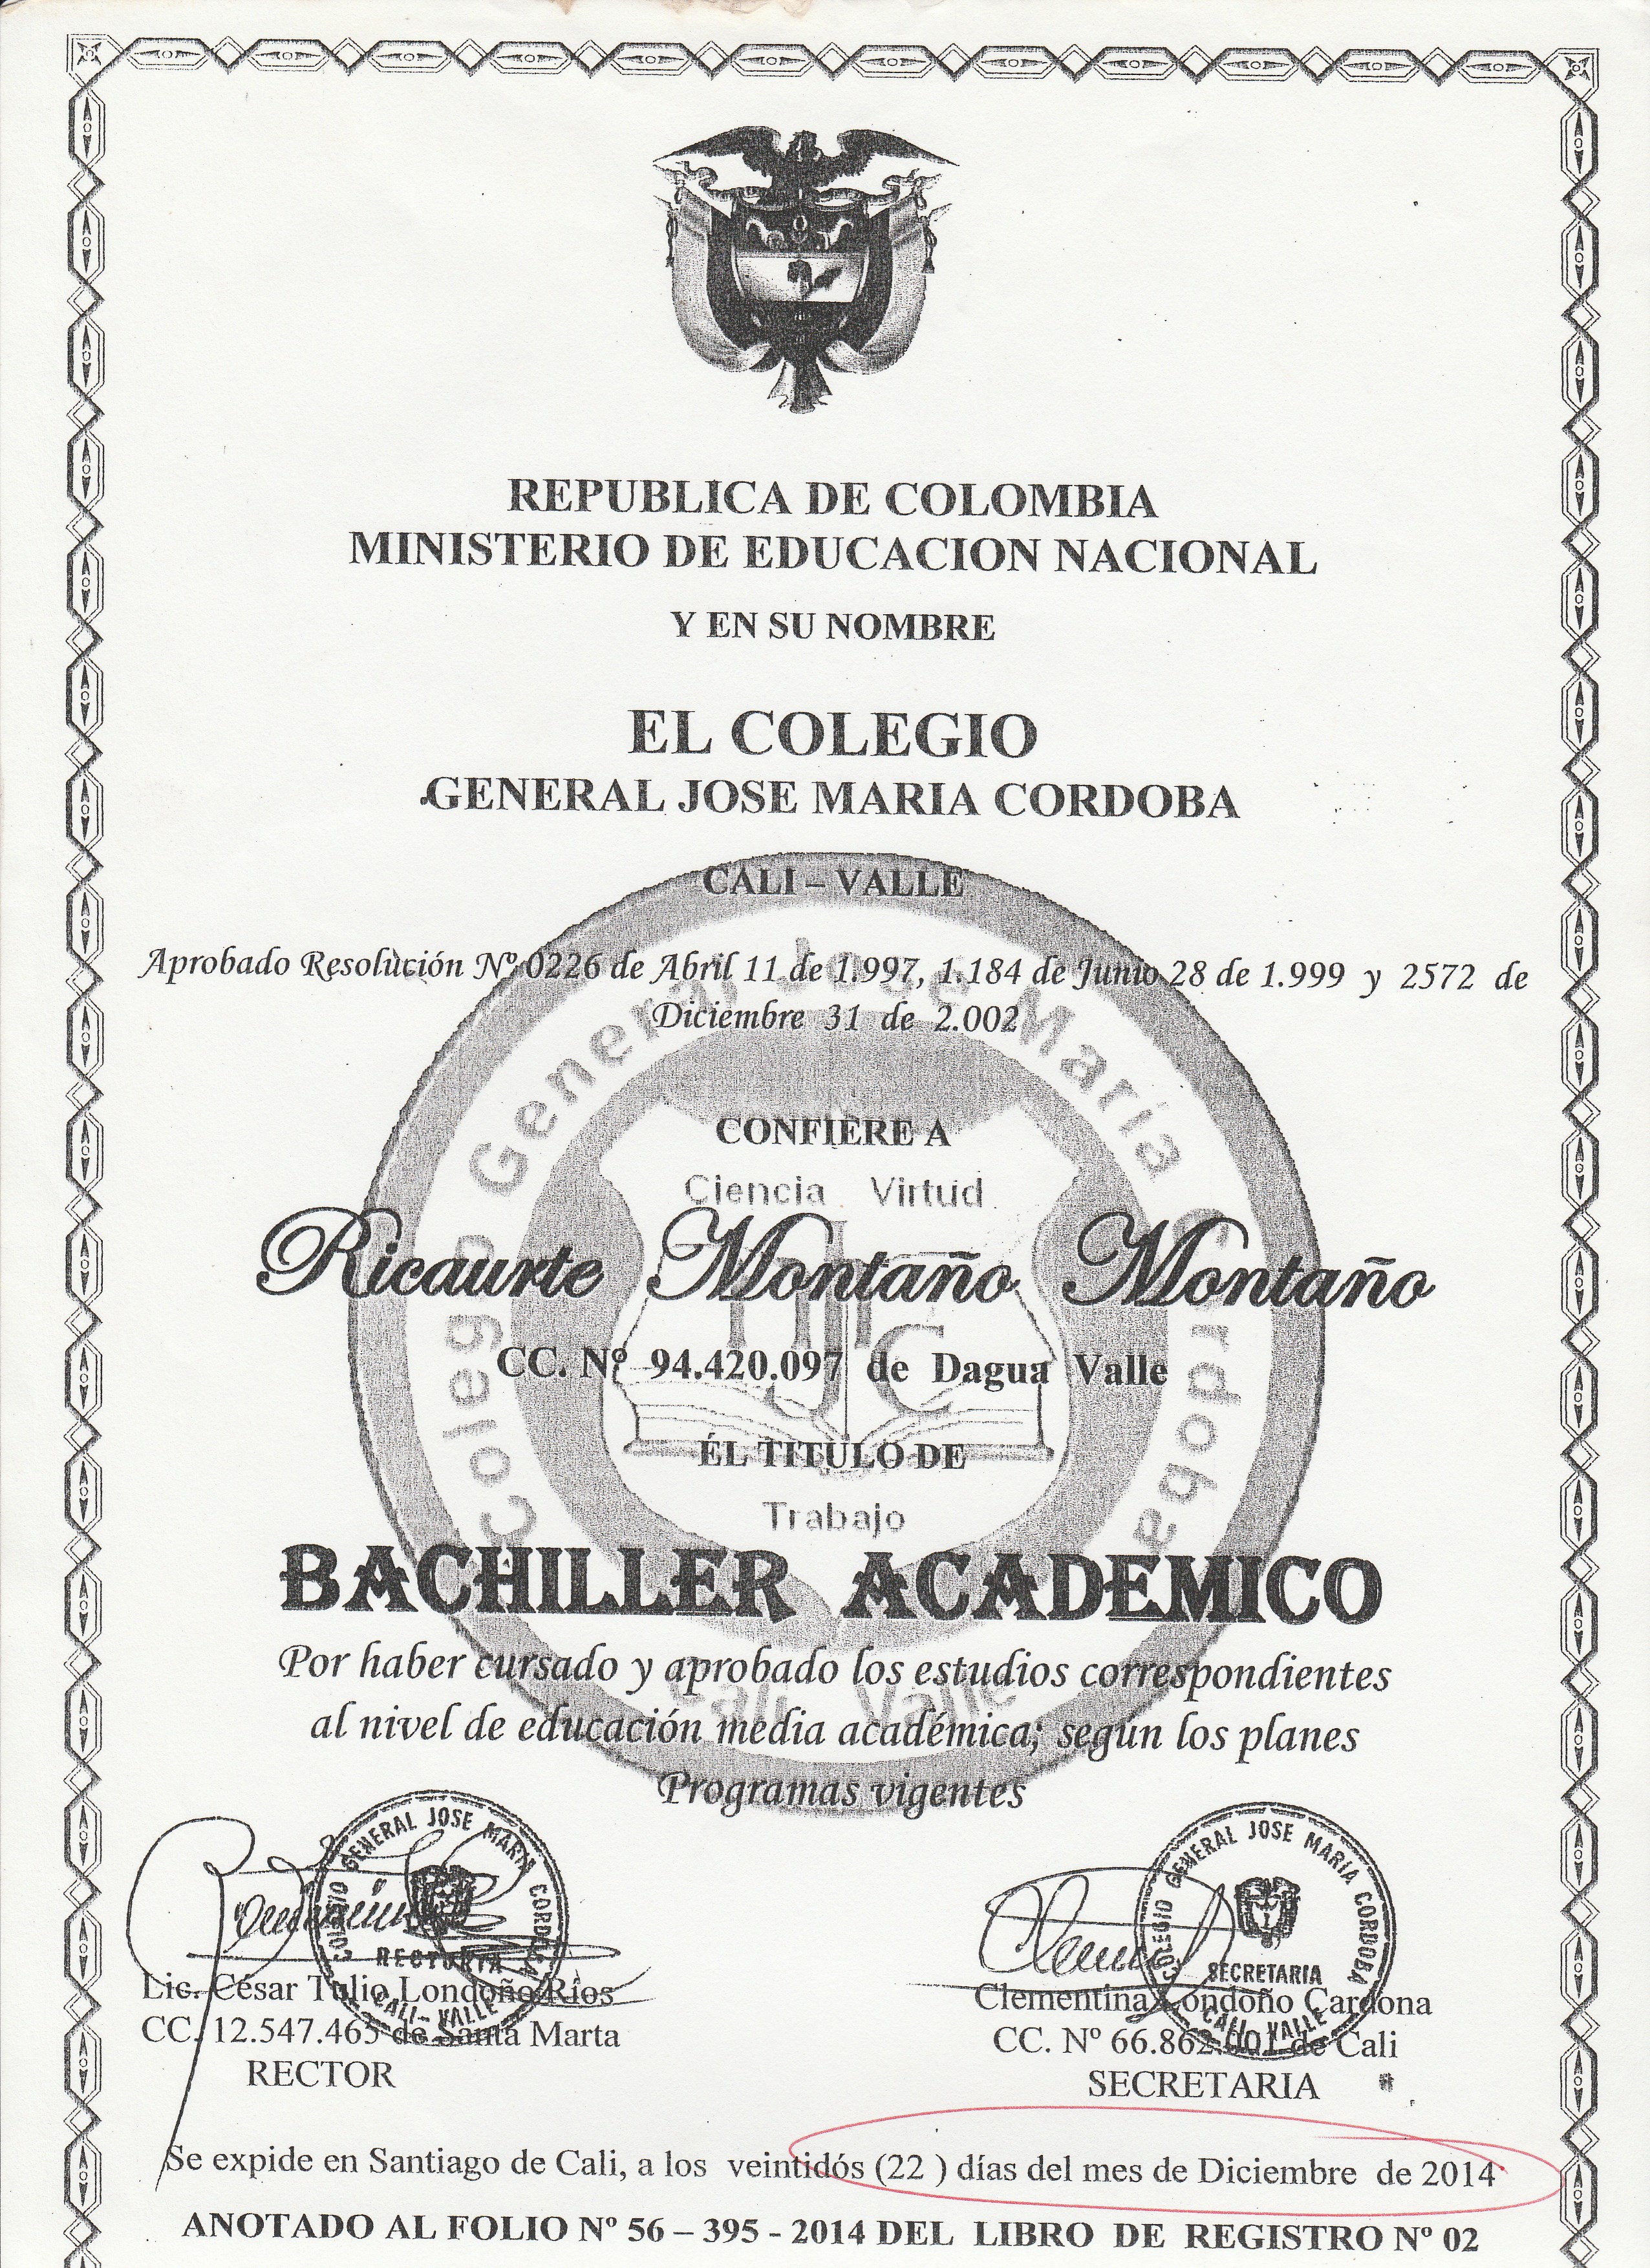 REPUBLICA DE COLOMBIA
MINISTERIO DE EDUCACION NACIONAL
Y EN SU NOMBRE
EL COLEGIO
GENERAL JOSE MARIA CORDOBA
CALI – VALLE
Aprobado Resolución Nº 0226 de Abril 11 de 1.997, 1.184 de Junio 28 de 1.999 y 2572 de
Diciembre 31 de 2.002
Colegio General Jose María Cordoba
CONFIERE A
Ciencia Virtud
Ricaurte Montaño Montaño
CC. Nº 94.420.097 de Dagua Valle
ÉL TITULO DE
Trabajo
BACHILLER ACADEMICO
Por haber cursado y aprobado los estudios correspondientes
Cali Valle
al nivel de educación media académica; según los planes
Programas vigentes
COLEGIO GENERAL JOSE MARIA CORDOBA
RECTORIA
CALI - VALLE
Lic. César Tulio Londoño Ríos
CC. 12.547.463 de Santa Marta
RECTOR
COLEGIO GENERAL JOSE MARIA CORDOBA
SECRETARIA
CALI - VALLE
Clementina Londoño Cardona
CC. Nº 66.862.001 de Cali
SECRETARIA
Se expide en Santiago de Cali, a los veintidós (22 ) días del mes de Diciembre de 2014
ANOTADO AL FOLIO Nº 56 – 395 - 2014 DEL LIBRO DE REGISTRO Nº 02